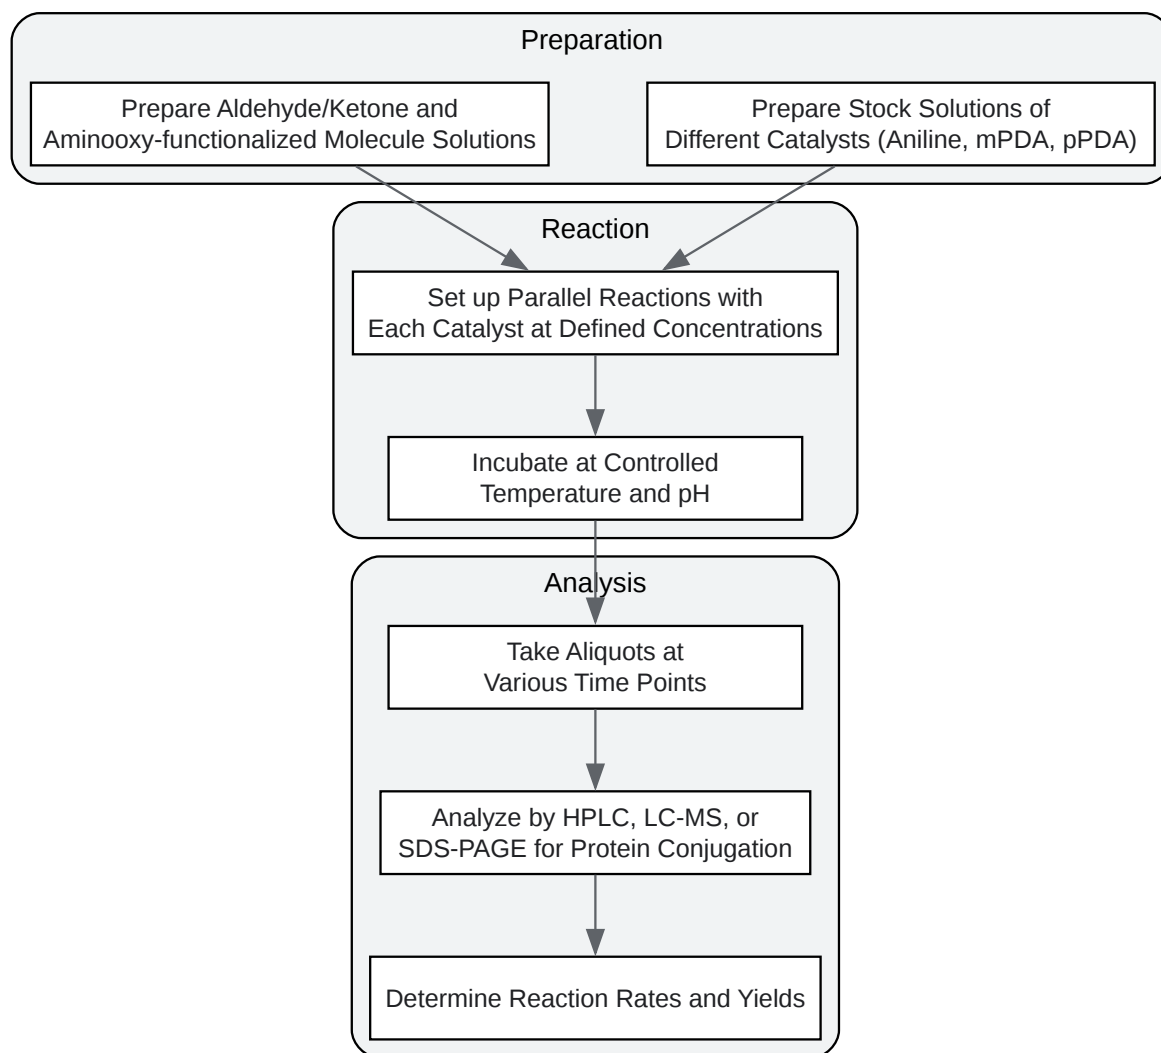 Preparation
Prepare Aldehyde/Ketone and
Aminooxy-functionalized Molecule Solutions
Prepare Stock Solutions of
Different Catalysts (Aniline, mPDA, pPDA)
Reaction
Set up Parallel Reactions with
Each Catalyst at Defined Concentrations
Incubate at Controlled
Temperature and pH
Analysis
Take Aliquots at
Various Time Points
Analyze by HPLC, LC-MS, or
SDS-PAGE for Protein Conjugation
Determine Reaction Rates and Yields